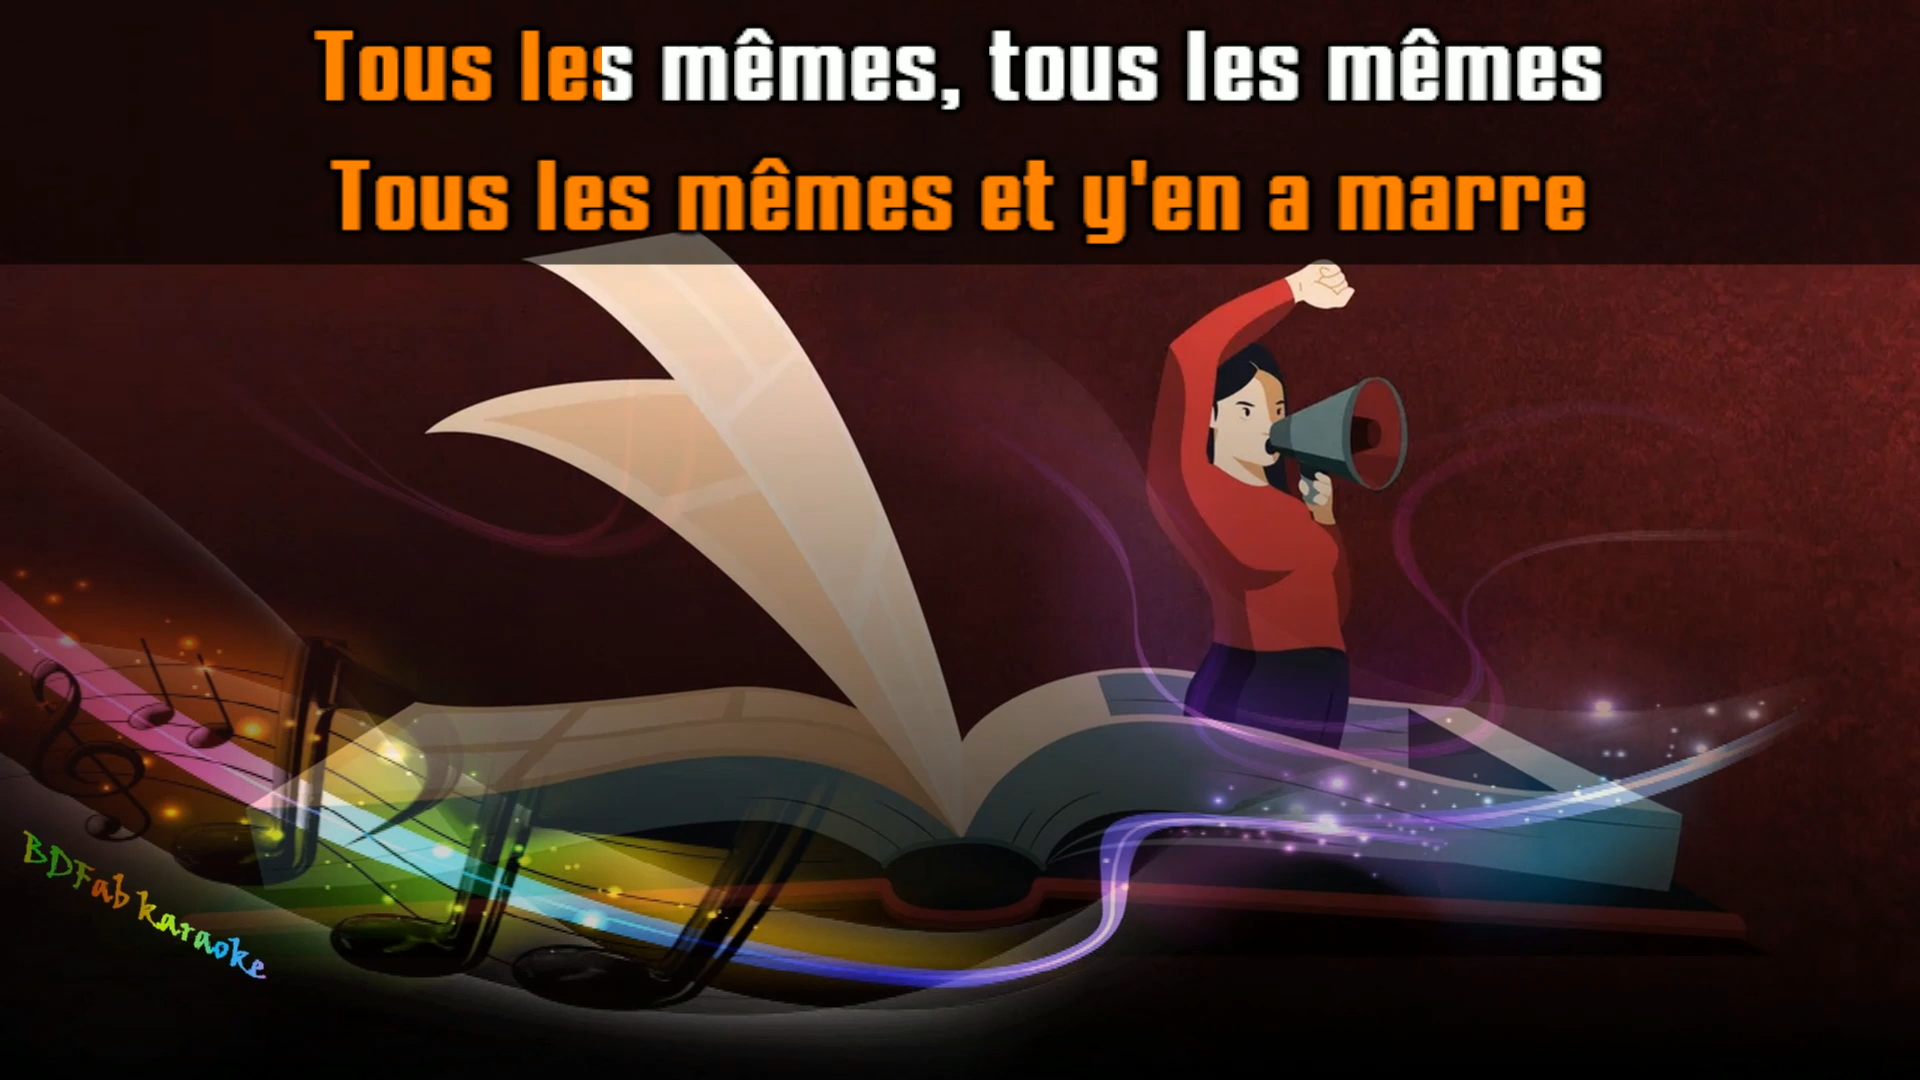 Tous les mêmes, tous les mêmes
Tous les mêmes et y'en a marre
BDFab karaoke